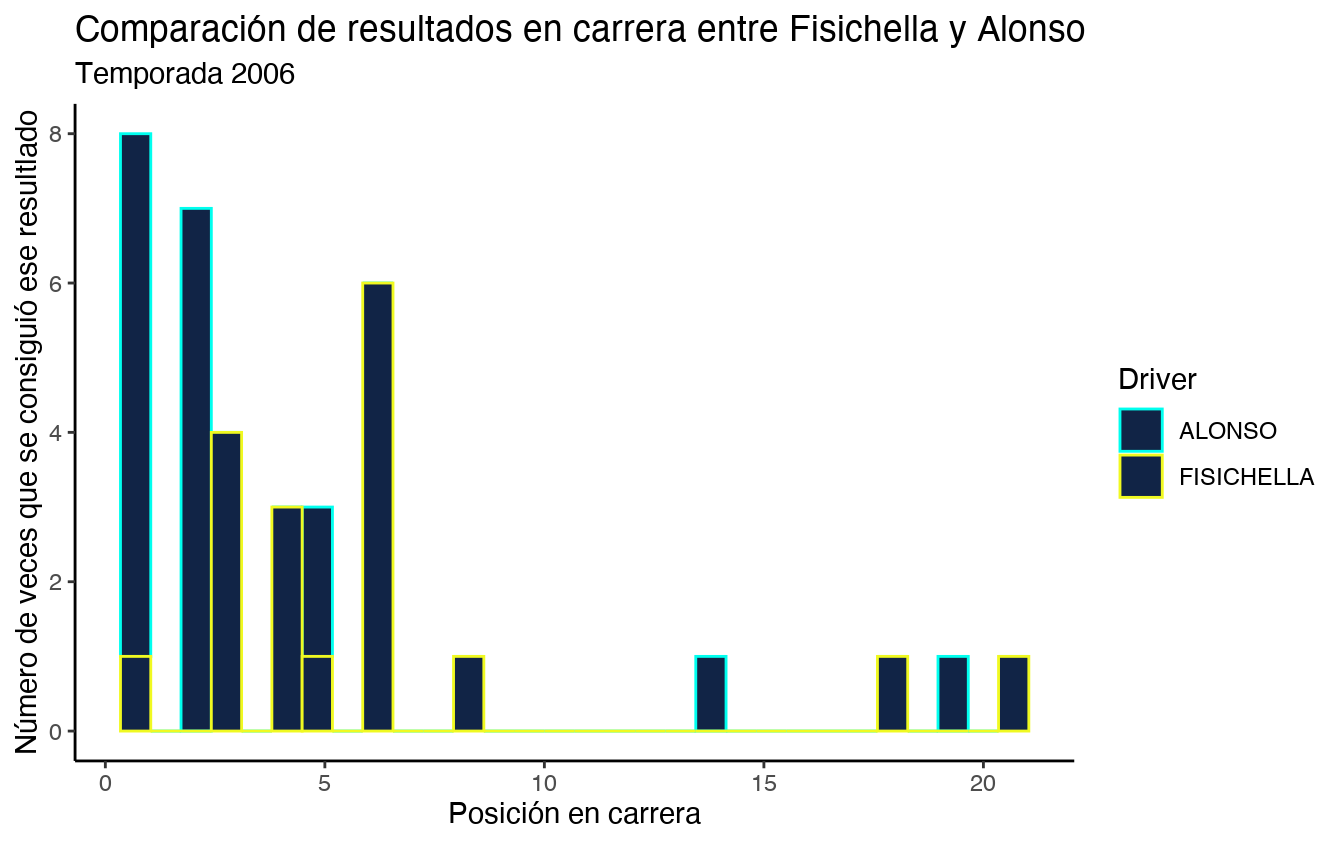 Comparación de resultados en carrera entre Fisichella y Alonso
Temporada 2006
Número de veces que se consiguió ese resultlado
8
6
4
2
0
0
5
10
15
20
Posición en carrera
Driver
ALONSO
FISICHELLA